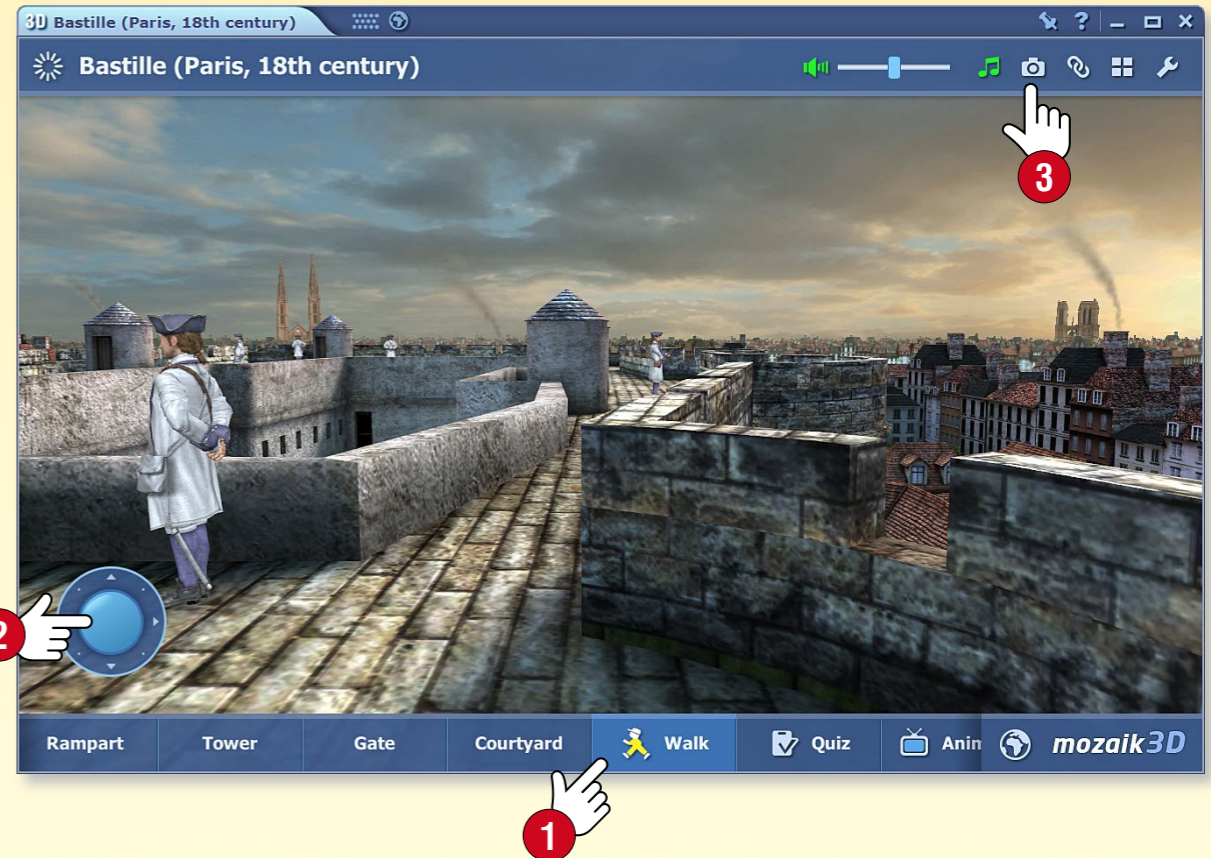 3D Bastille (Paris, 18th century)
?
Bastille (Paris, 18th century)
3
2
Rampart Tower Gate Courtyard Walk Quiz Anim mozaik3D
1